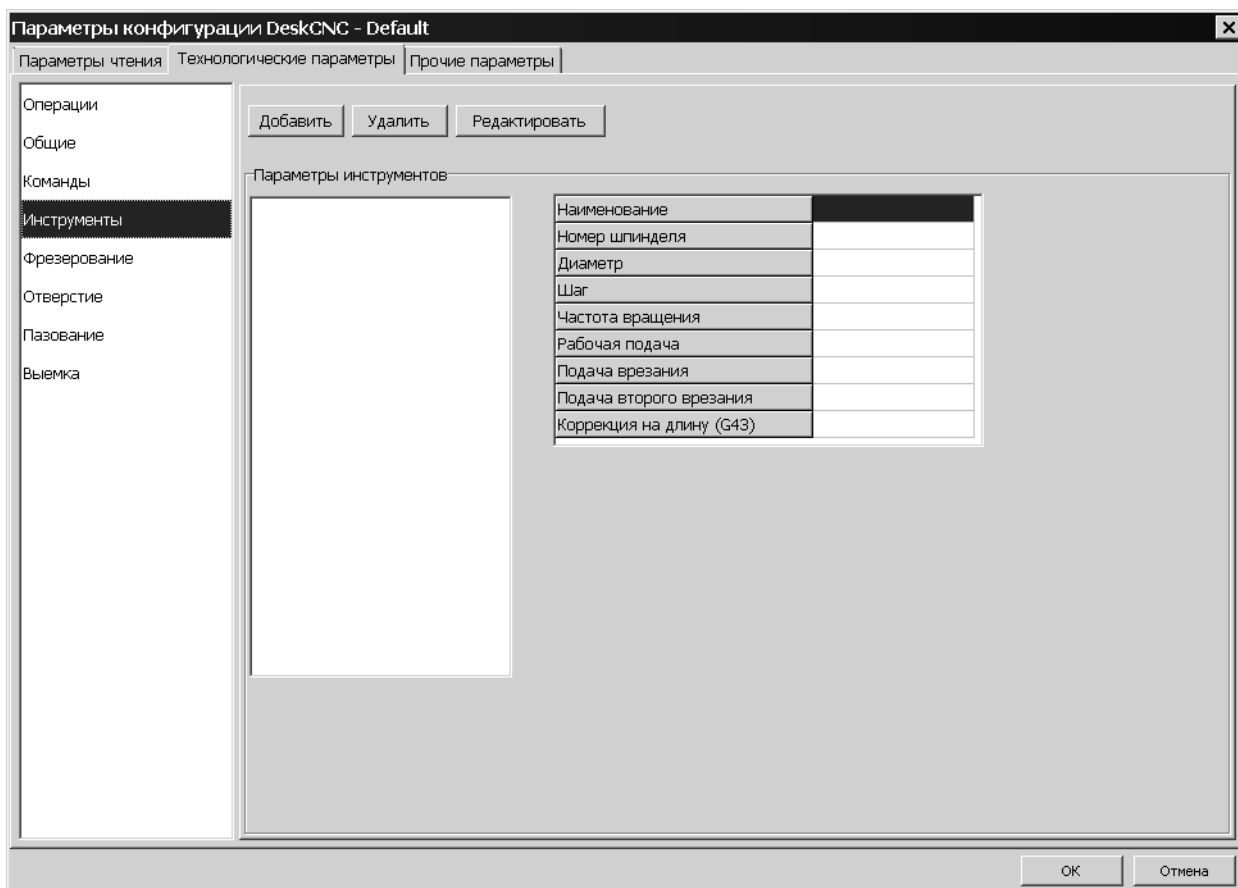 Параметры конфигурации DeskCNC - Default
Параметры чтения Технологические параметры Прочие параметры
Операции
Общие
Команды
Инструменты
Фрезерование
Отверстие
Пазование
Выемка
Добавить Удалить Редактировать
Параметры инструментов
Наименование
Номер шпинделя
Диаметр
Шаг
Частота вращения
Рабочая подача
Подача врезания
Подача второго врезания
Коррекция на длину (G43)
ОК Отмена